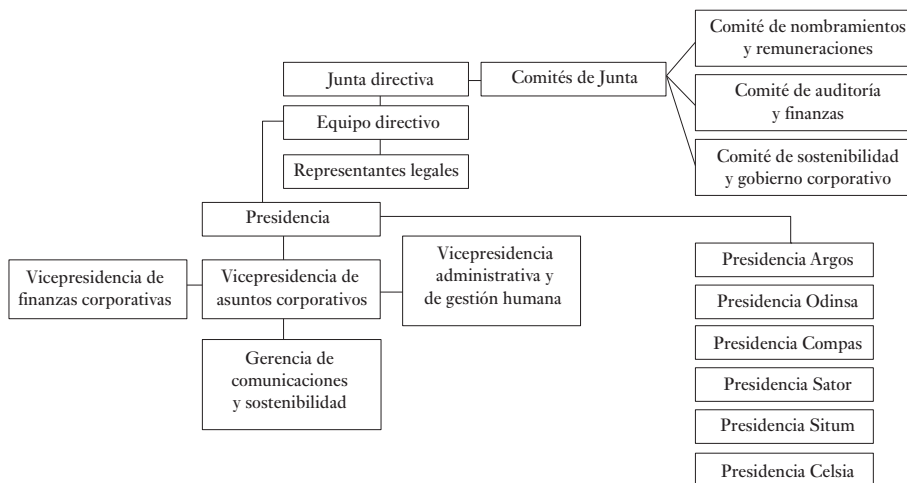 Comité de nombramientos
y remuneraciones
Junta directiva
Comités de Junta
Comité de auditoría
y finanzas
Equipo directivo
Comité de sostenibilidad
y gobierno corporativo
Representantes legales
Presidencia
Vicepresidencia de
finanzas corporativas
Vicepresidencia de
asuntos corporativos
Vicepresidencia
administrativa y
de gestión humana
Gerencia de
comunicaciones
y sostenibilidad
Presidencia Argos
Presidencia Odinsa
Presidencia Compas
Presidencia Sator
Presidencia Situm
Presidencia Celsia